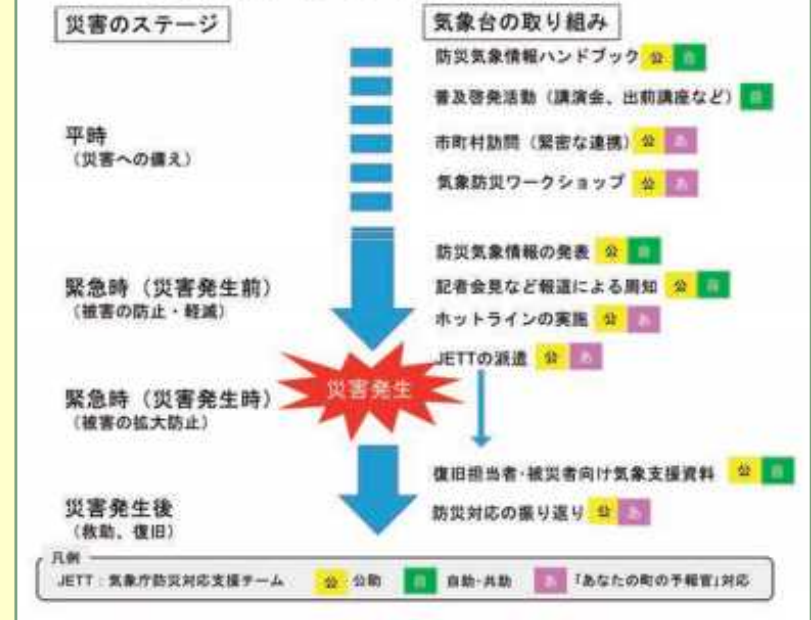 災害のステージ
気象台の取り組み
防災気象情報ハンドブック 公 自
普及啓発活動（講演会、出前講座など） 自
平時
（災害への備え）
市町村訪問（緊密な連携） 公 あ
気象防災ワークショップ 公 あ
防災気象情報の発表 公 自
緊急時（災害発生前）
（被害の防止・軽減）
記者会見など報道による周知 公 自
ホットラインの実施 公 あ
JETTの派遣 公 あ
災害発生
緊急時（災害発生時）
（被害の拡大防止）
復旧担当者・被災者向け気象支援資料 公 自
災害発生後
（救助、復旧）
防災対応の振り返り 公 あ
凡例
JETT：気象庁防災対応支援チーム 公 公助 自 自助・共助 あ 「あなたの町の予報官」対応